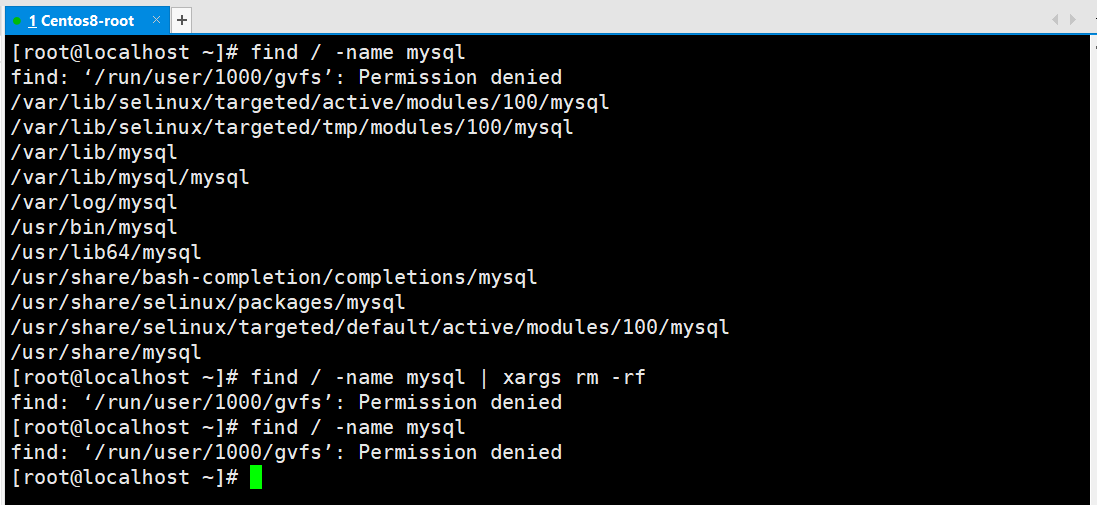 1 Centos8-root × +
[root@localhost ~]# find / -name mysql
find: ‘/run/user/1000/gvfs’: Permission denied
/var/lib/selinux/targeted/active/modules/100/mysql
/var/lib/selinux/targeted/tmp/modules/100/mysql
/var/lib/mysql
/var/lib/mysql/mysql
/var/log/mysql
/usr/bin/mysql
/usr/lib64/mysql
/usr/share/bash-completion/completions/mysql
/usr/share/selinux/packages/mysql
/usr/share/selinux/targeted/default/active/modules/100/mysql
/usr/share/mysql
[root@localhost ~]# find / -name mysql | xargs rm -rf
find: ‘/run/user/1000/gvfs’: Permission denied
[root@localhost ~]# find / -name mysql
find: ‘/run/user/1000/gvfs’: Permission denied
[root@localhost ~]#